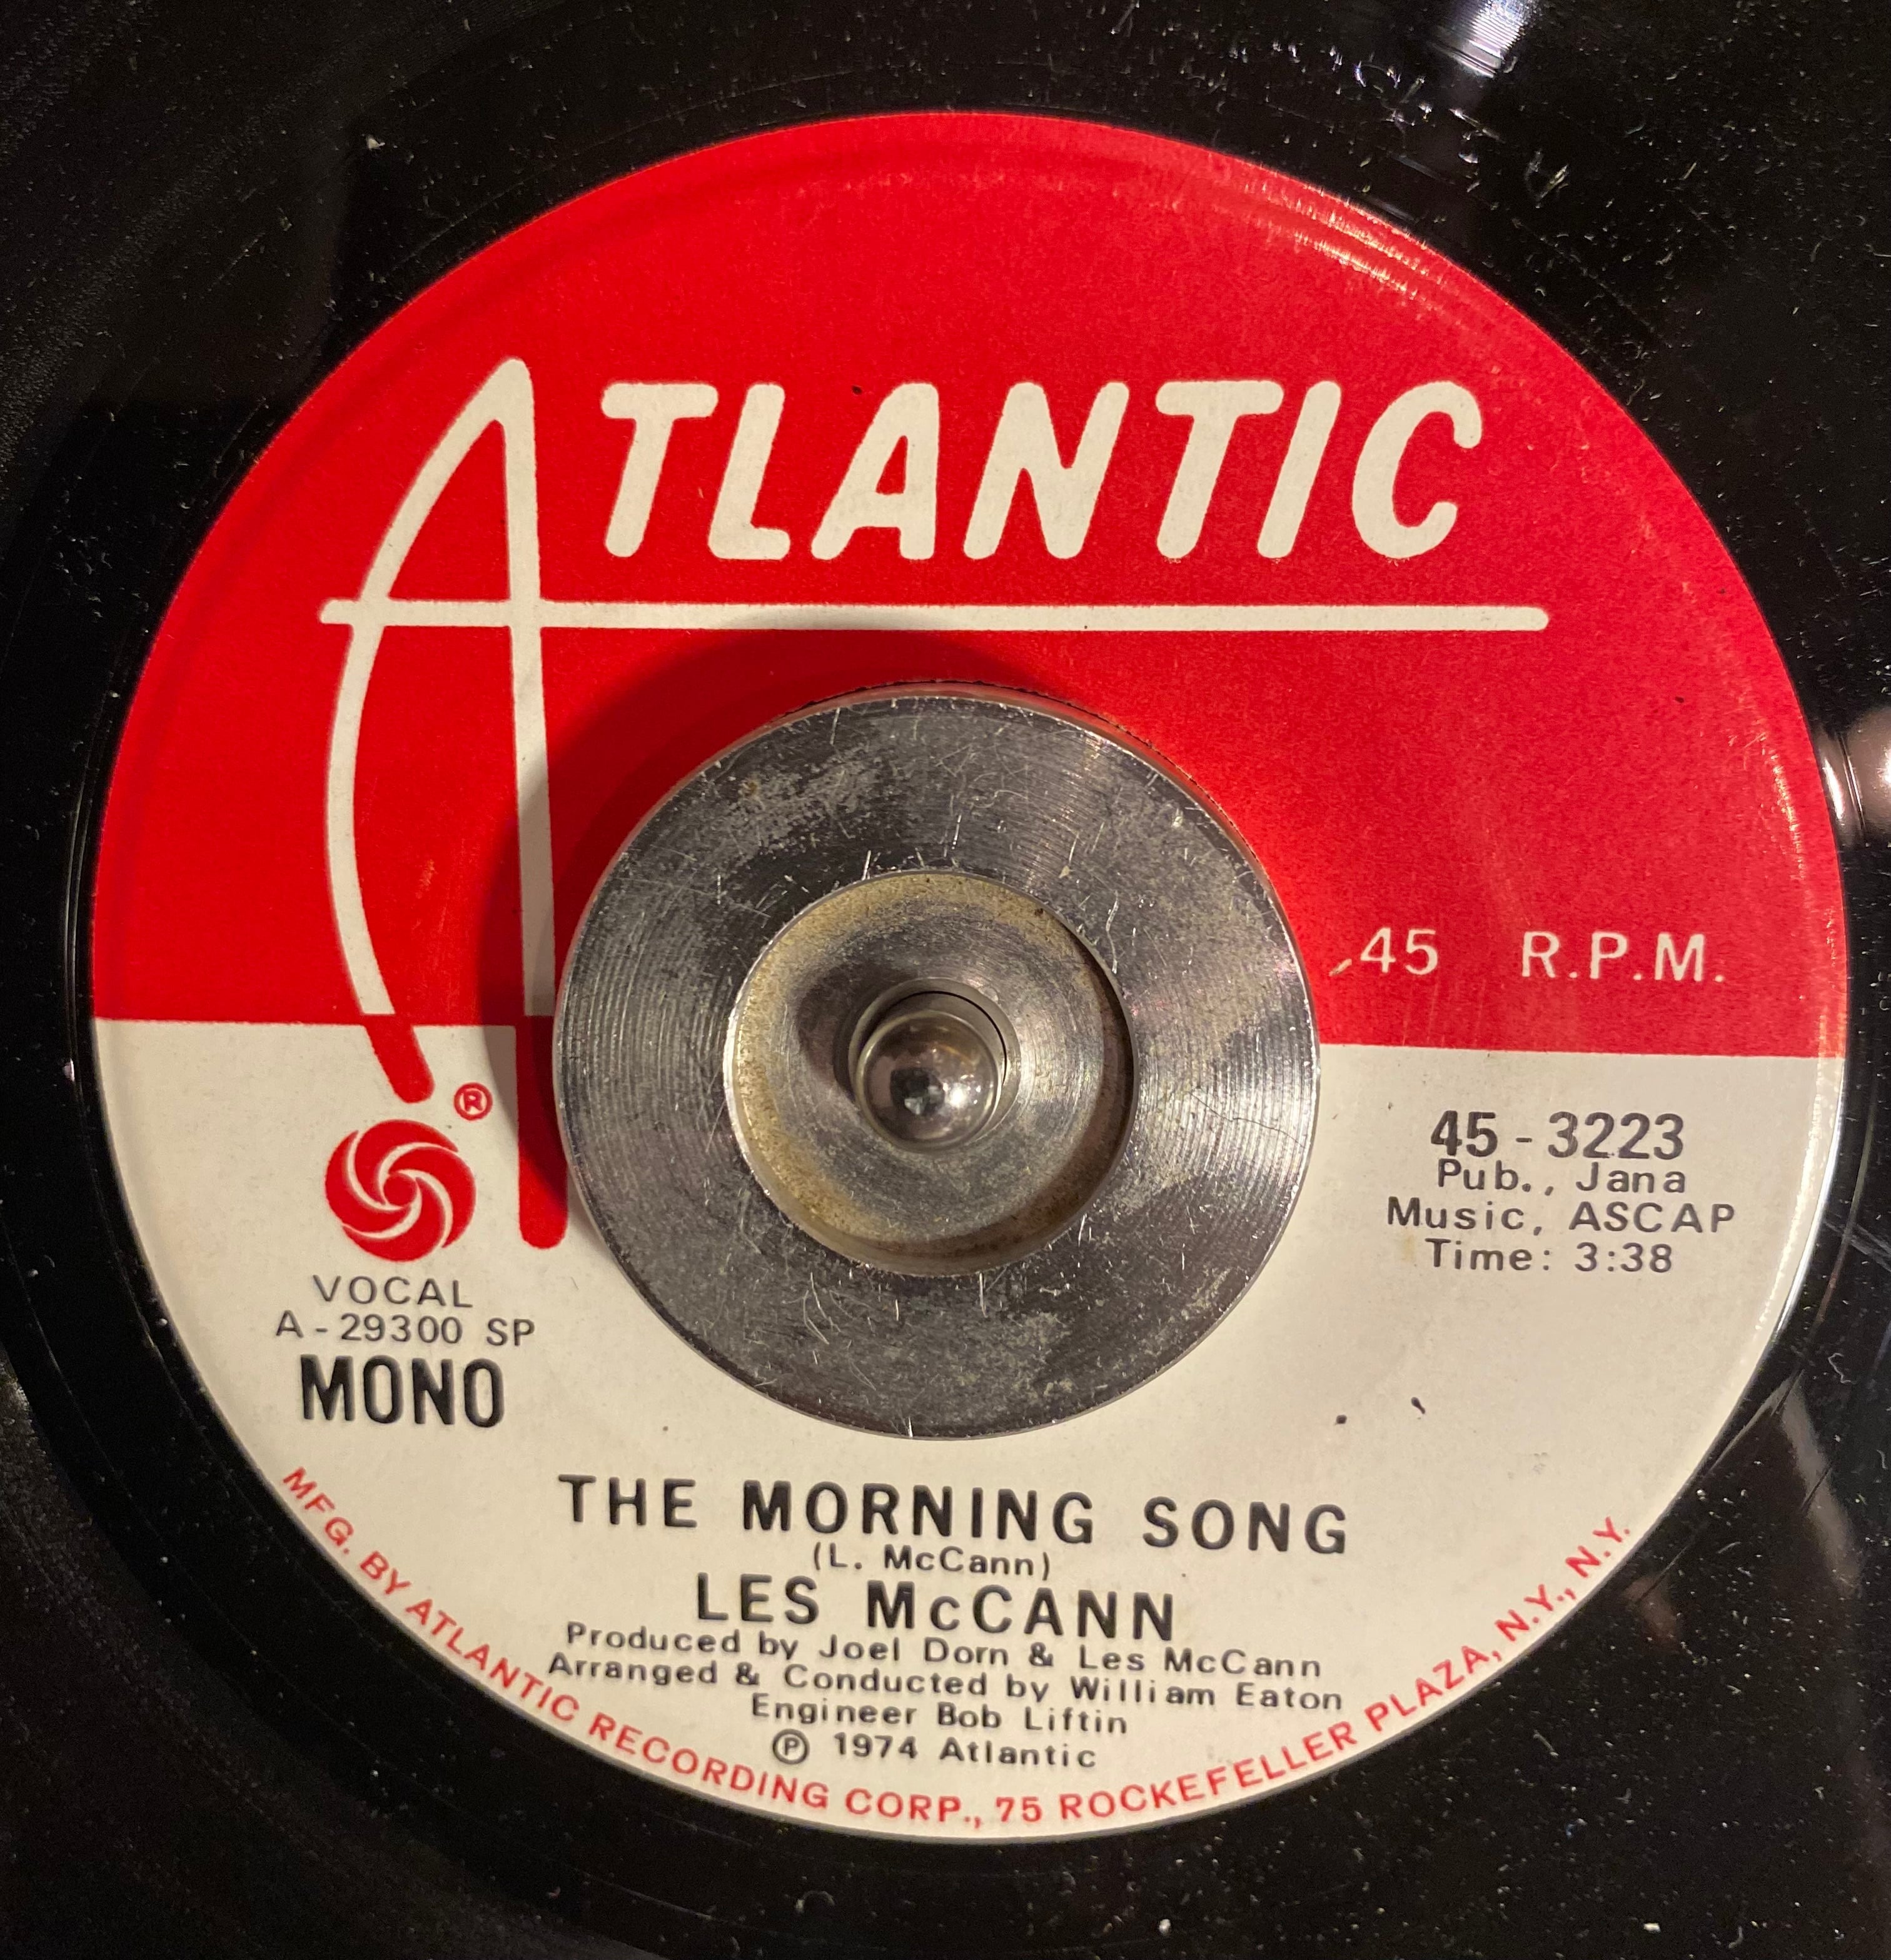 ATLANTIC
45 R.P.M.
®
45-3223
Pub., Jana
Music, ASCAP
Time: 3:38
VOCAL
A-29300 SP
MONO
THE MORNING SONG
(L. McCann)
LES McCANN
Produced by Joel Dorn & Les McCann
Arranged & Conducted by William Eaton
Engineer Bob Liftin
℗ 1974 Atlantic
MFG. BY ATLANTIC RECORDING CORP., 75 ROCKEFELLER PLAZA, N.Y., N.Y.